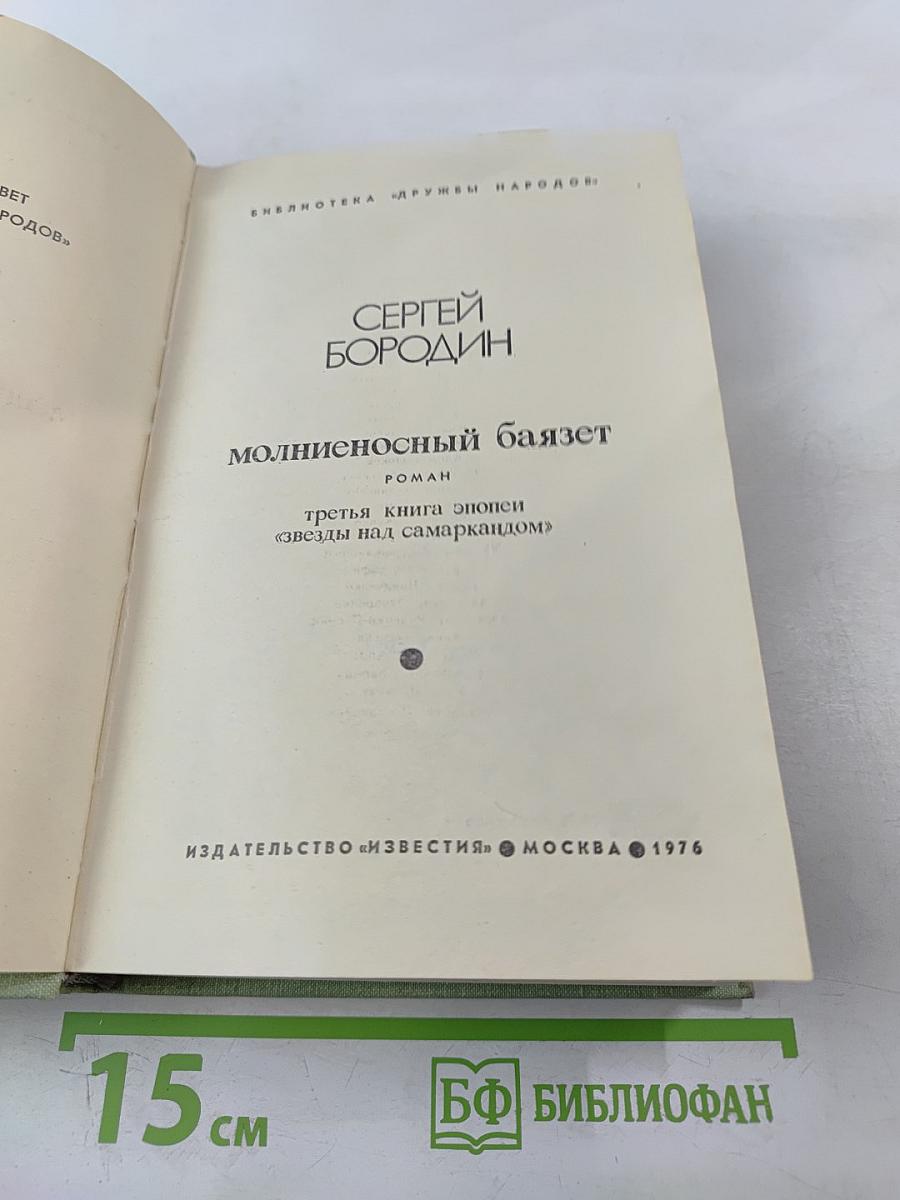 ВЕТ
РОДОВ»
БИБЛИОТЕКА «ДРУЖБЫ НАРОДОВ»
СЕРГЕЙ
БОРОДИН
молниеносный баязет
РОМАН
третья книга эпопеи
«звезды над самаркандом»
ИЗДАТЕЛЬСТВО «ИЗВЕСТИЯ» ● МОСКВА ● 1976
15 см
БФ БИБЛИОФАН